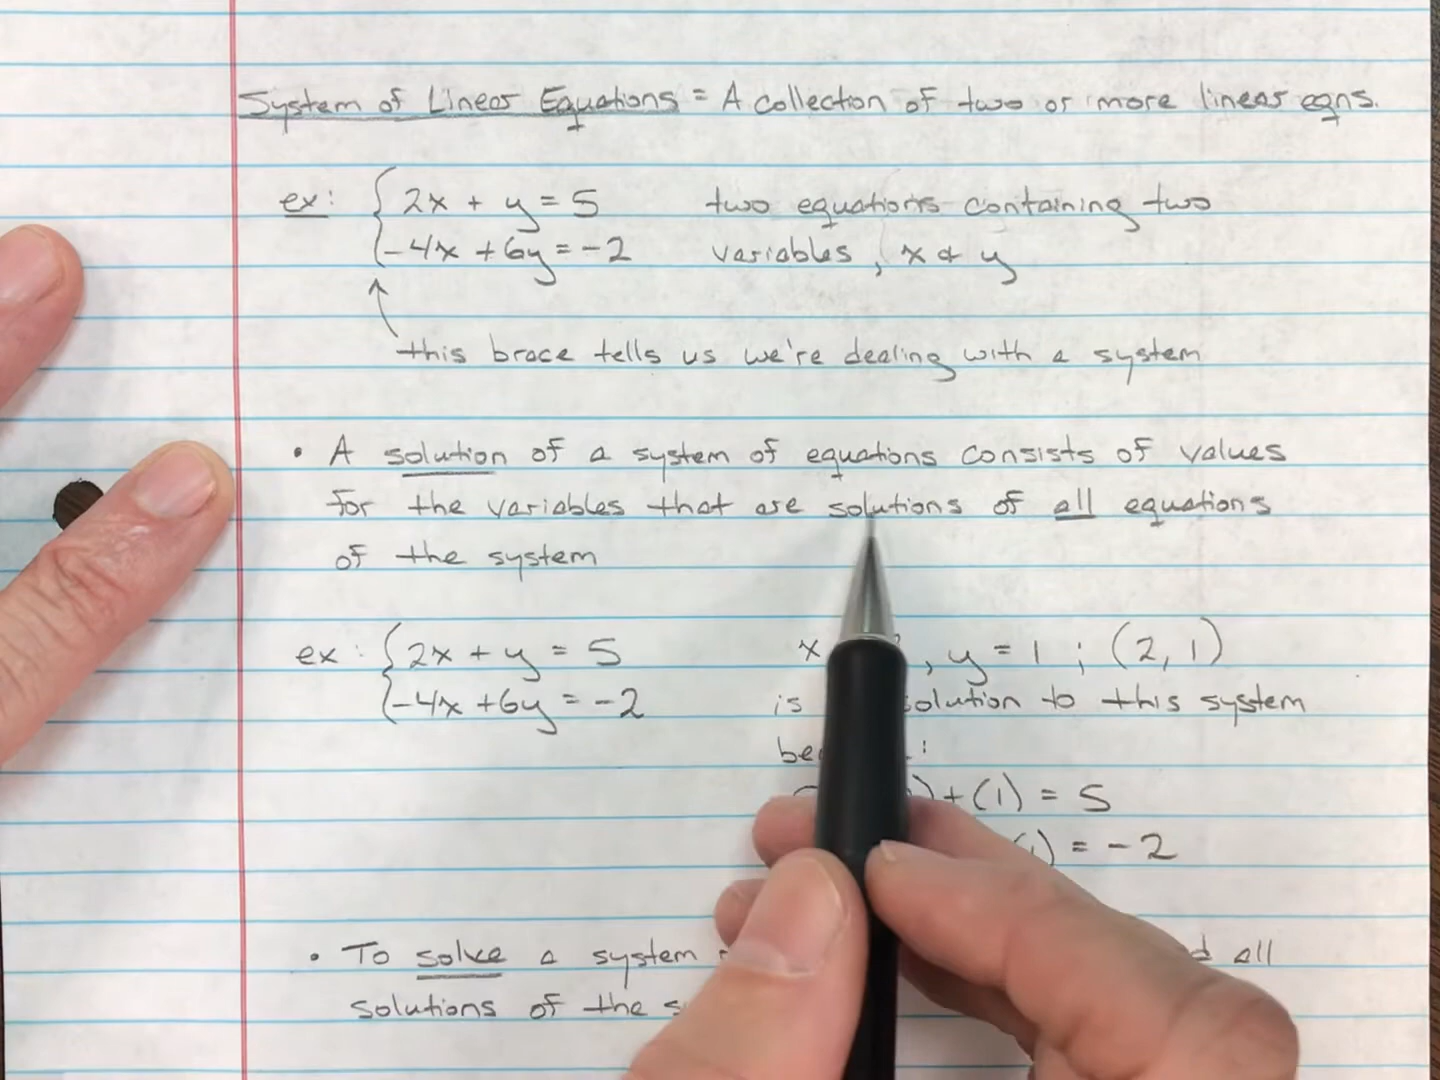 System of Linear Equations = A collection of two or more linear eqns.
ex: { 2x + y = 5 two equations containing two
-4x + 6y = -2 variables, x & y
this brace tells us we're dealing with a system
• A solution of a system of equations consists of values
for the variables that are solutions of all equations
of the system
ex: { 2x + y = 5 x , y = 1 ; (2, 1)
-4x + 6y = -2 is solution to this system
:
) + (1) = 5
(1) = -2
• To solve a system all
solutions of the